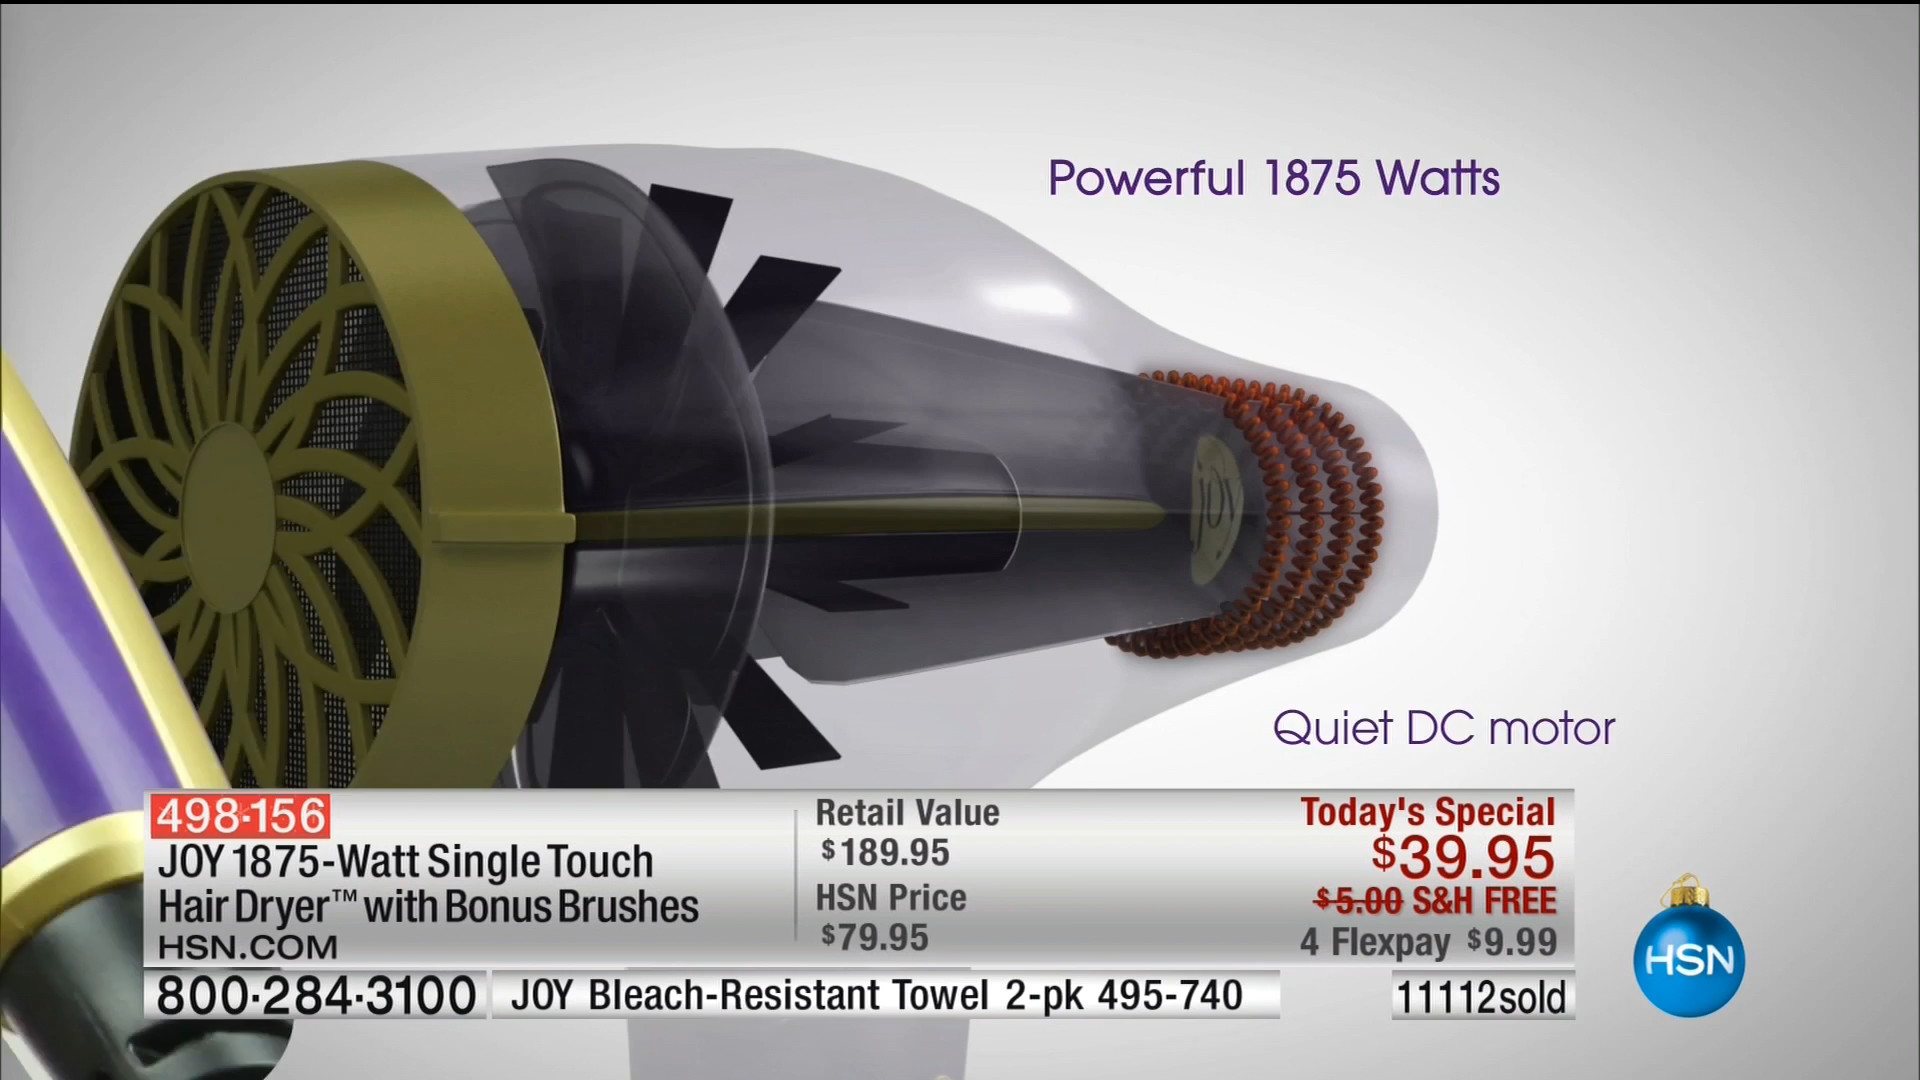 Powerful 1875 Watts
JOY
Quiet DC motor
498-156
JOY 1875-Watt Single Touch
Hair Dryer™ with Bonus Brushes
HSN.COM
Retail Value
$189.95
HSN Price
$79.95
Today's Special
$39.95
$5.00 S&H FREE
4 Flexpay $9.99
800·284·3100
JOY Bleach-Resistant Towel 2-pk 495-740
11112sold
HSN